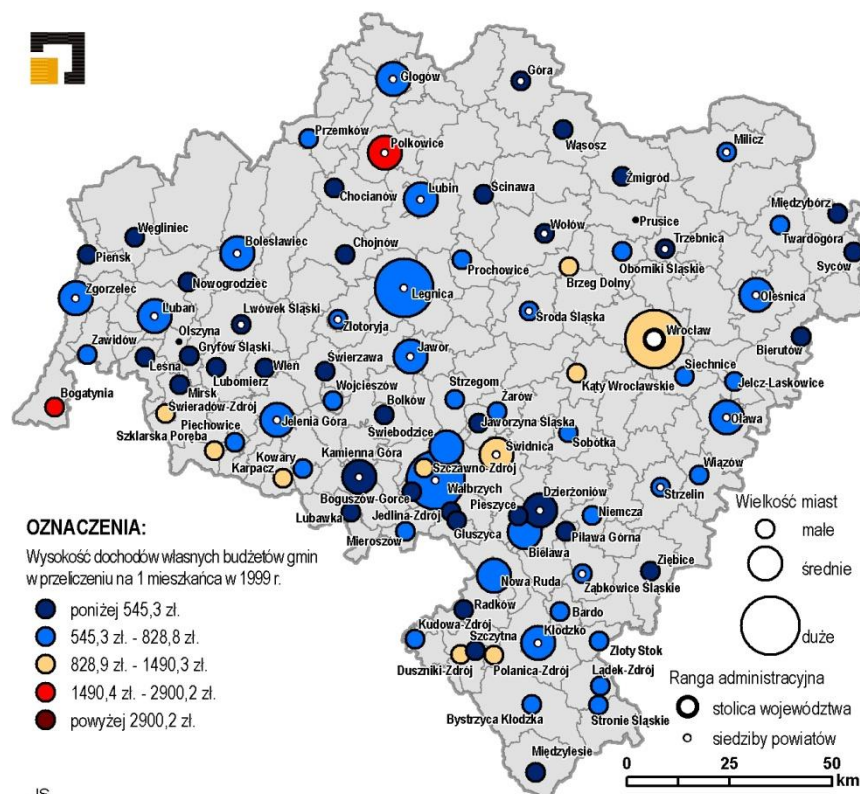 Głogów
Góra
Przemków
Polkowice
Wąsosz
Milicz
Lubin
Chocianów
Ścinawa
Żmigród
Międzybórz
Prusice
Węgliniec
Bolesławiec
Chojnów
Wołów
Trzebnica
Twardogóra
Pieńsk
Prochowice
Oborniki Śląskie
Syców
Brzeg Dolny
Nowogrodziec
Legnica
Zgorzelec
Oleśnica
Lubań
Lwówek Śląski
Złotoryja
Środa Śląska
Olszyna
Wrocław
Zawidów
Gryfów Śląski
Jawor
Bierutów
Leśna
Wleń
Świerzawa
Siechnice
Lubomierz
Kąty Wrocławskie
Jelcz-Laskowice
Mirsk
Wojcieszów
Strzegom
Żarów
Bogatynia
Świeradów-Zdrój
Bolków
Jaworzyna Śląska
Oława
Piechowice
Jelenia Góra
Świebodzice
Szklarska Poręba
Sobótka
Kamienna Góra
Świdnica
Kowary
Szczawno-Zdrój
Karpacz
Wiązów
Wałbrzych
Strzelin
Boguszów-Gorce
Pieszyce
Dzierżoniów
Lubawka
Jedlina-Zdrój
Niemcza
Głuszyca
Piława Górna
Mieroszów
Bielawa
Ziębice
Nowa Ruda
Ząbkowice Śląskie
Radków
Bardo
Kudowa-Zdrój
Szczytna
Kłodzko
Złoty Stok
Duszniki-Zdrój
Polanica-Zdrój
Lądek-Zdrój
Bystrzyca Kłodzka
Stronie Śląskie
Międzylesie
OZNACZENIA:
Wysokość dochodów własnych budżetów gmin
w przeliczeniu na 1 mieszkańca w 1999 r.
poniżej 545,3 zł.
545,3 zł. - 828,8 zł.
828,9 zł - 1490,3 zł.
1490,4 zł. - 2900,2 zł.
powyżej 2900,2 zł.
Wielkość miast
małe
średnie
duże
Ranga administracyjna
stolica województwa
siedziby powiatów
0 25 50
km